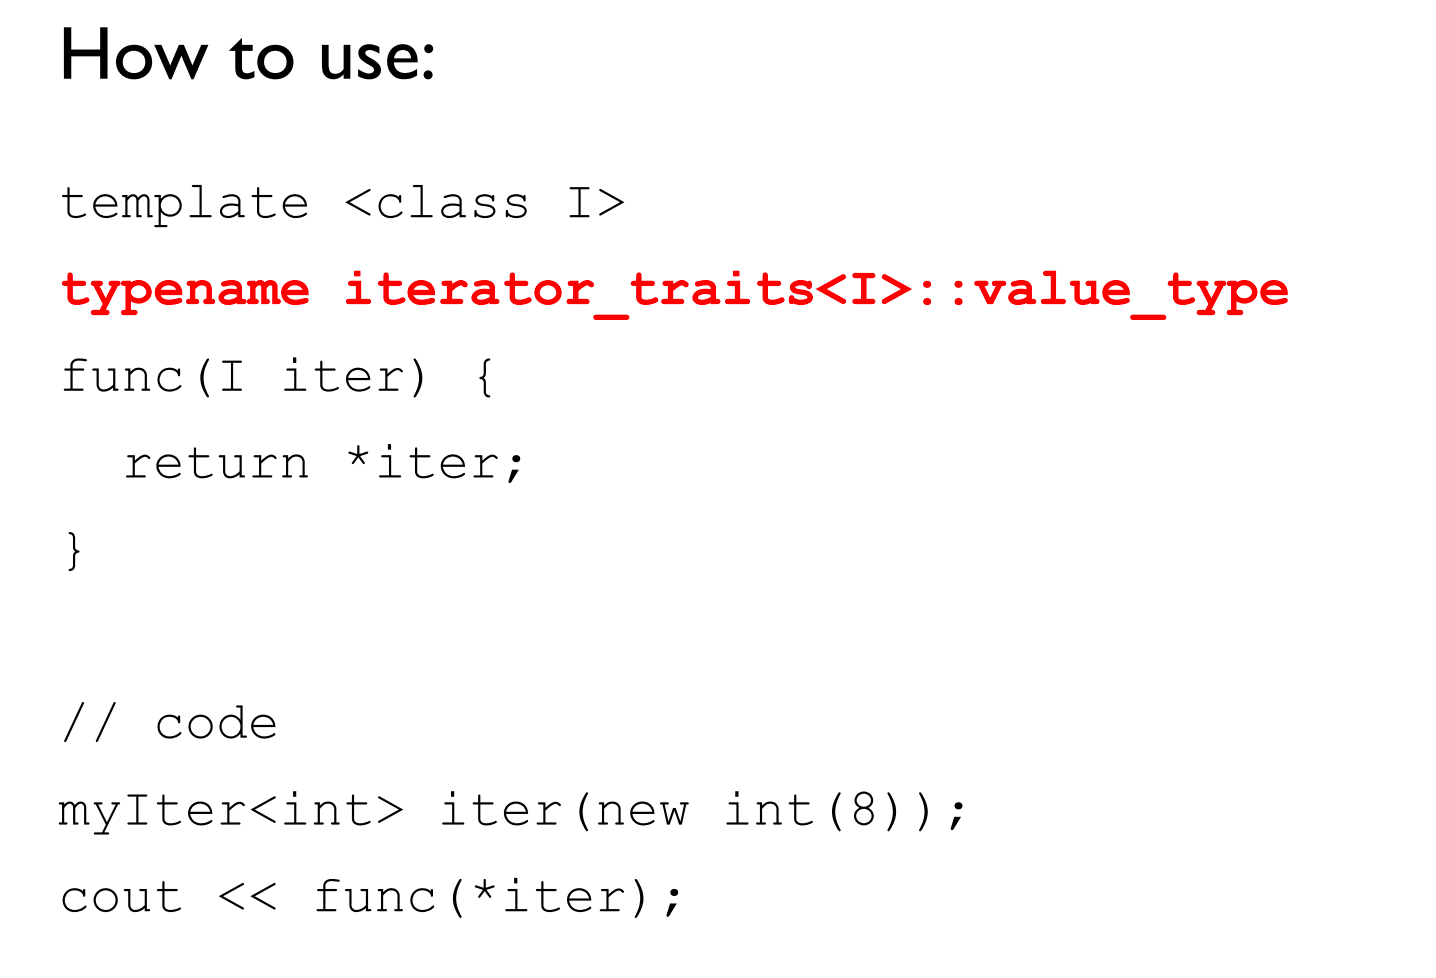 How to use:
template <class I>
typename iterator_traits<I>::value_type
func(I iter) {
  return *iter;
}
// code
myIter<int> iter(new int(8));
cout << func(*iter);